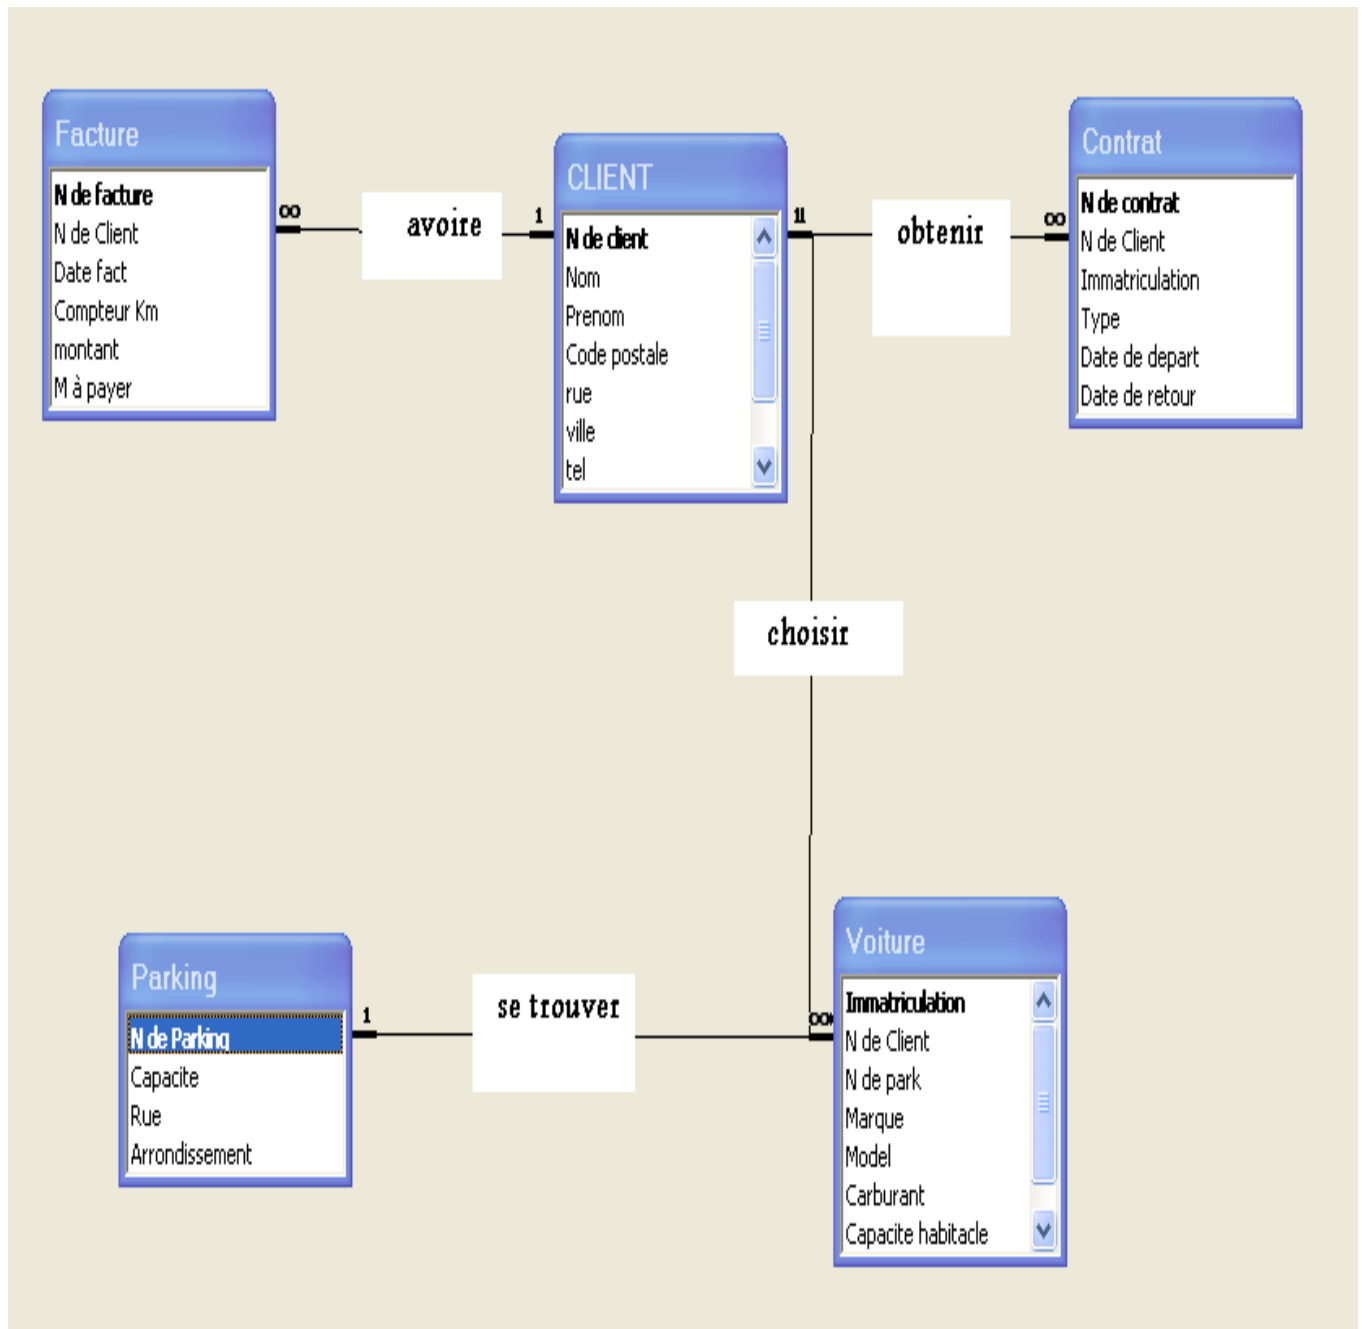 Facture
N de facture
N de Client
Date fact
Compteur Km
montant
M à payer
∞
avoire
1
CLIENT
N de client
Nom
Prenom
Code postale
rue
ville
tel
11
obtenir
∞
Contrat
N de contrat
N de Client
Immatriculation
Type
Date de depart
Date de retour
choisir
Parking
N de Parking
Capacite
Rue
Arrondissement
1
se trouver
∞
Voiture
Immatriculation
N de Client
N de park
Marque
Model
Carburant
Capacite habitacle